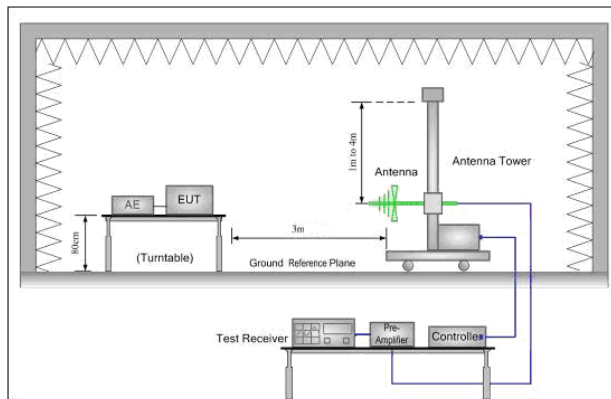 1m to 4m
Antenna
Antenna Tower
AE
EUT
80cm
(Turntable)
3m
Ground Reference Plane
Test Receiver
Pre-
Amplifier
Controller